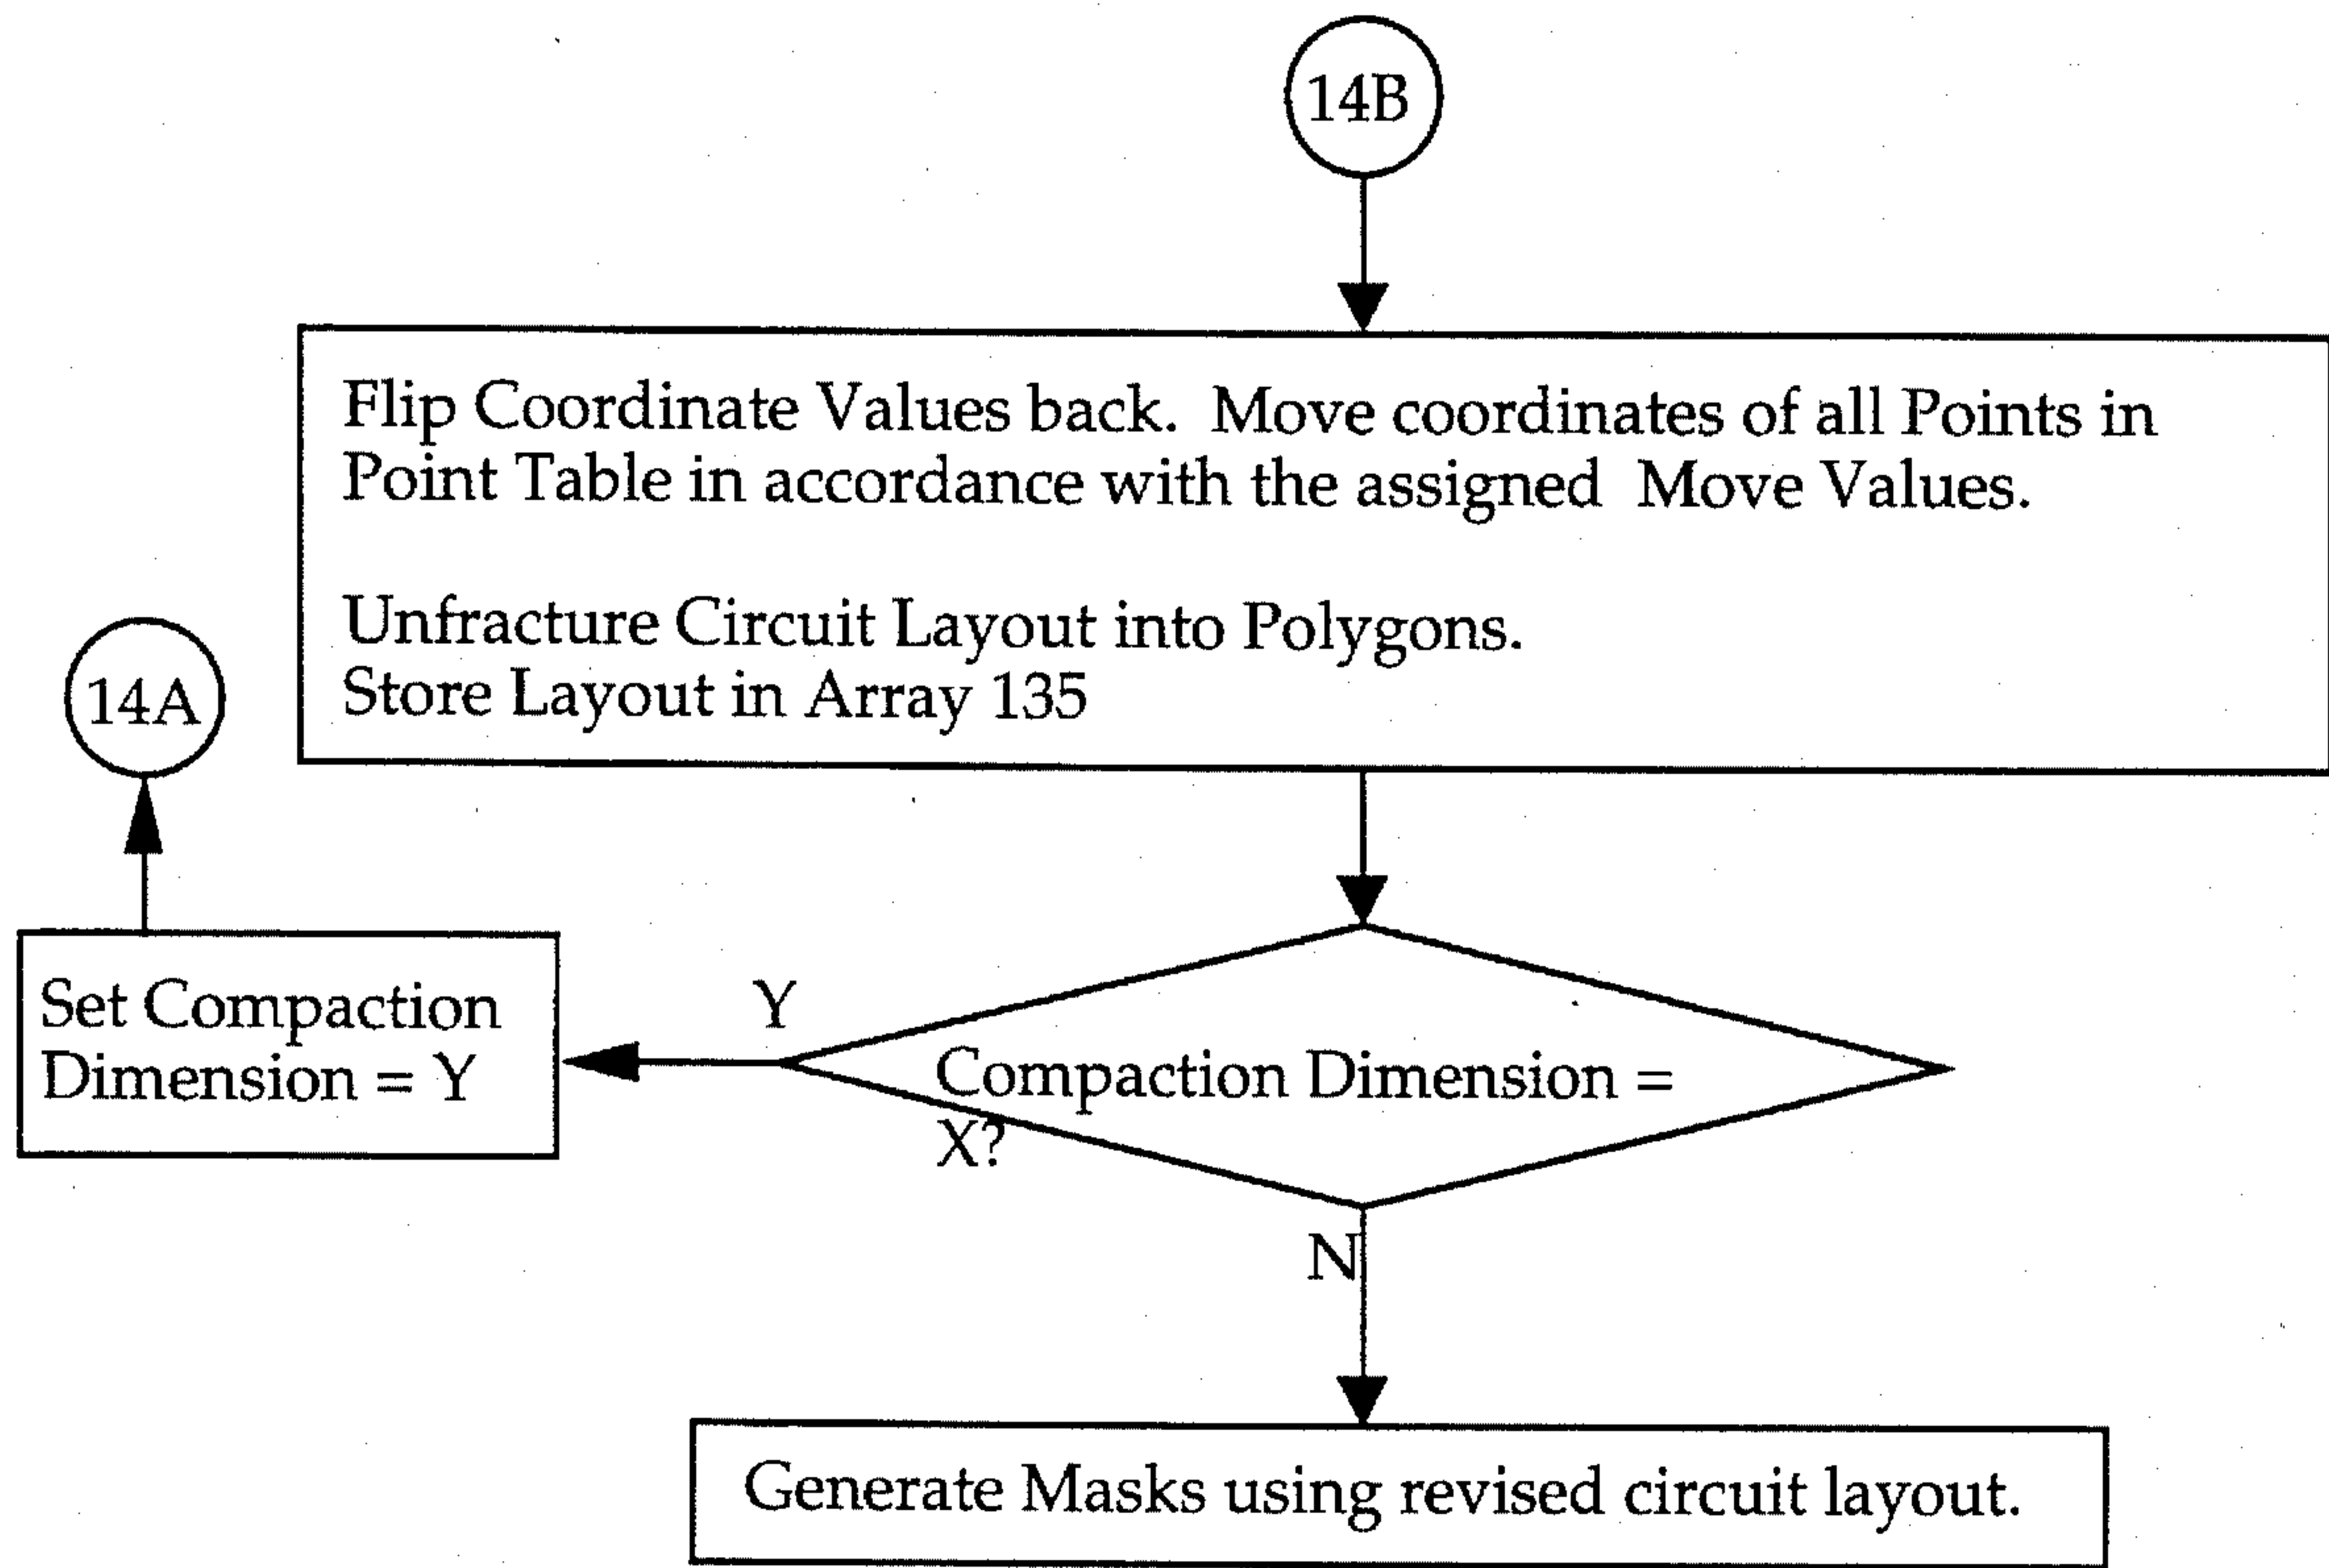 14B
Flip Coordinate Values back. Move coordinates of all Points in
Point Table in accordance with the assigned Move Values.
Unfracture Circuit Layout into Polygons.
Store Layout in Array 135
14A
Set Compaction
Dimension = Y
Y
Compaction Dimension =
X?
N
Generate Masks using revised circuit layout.